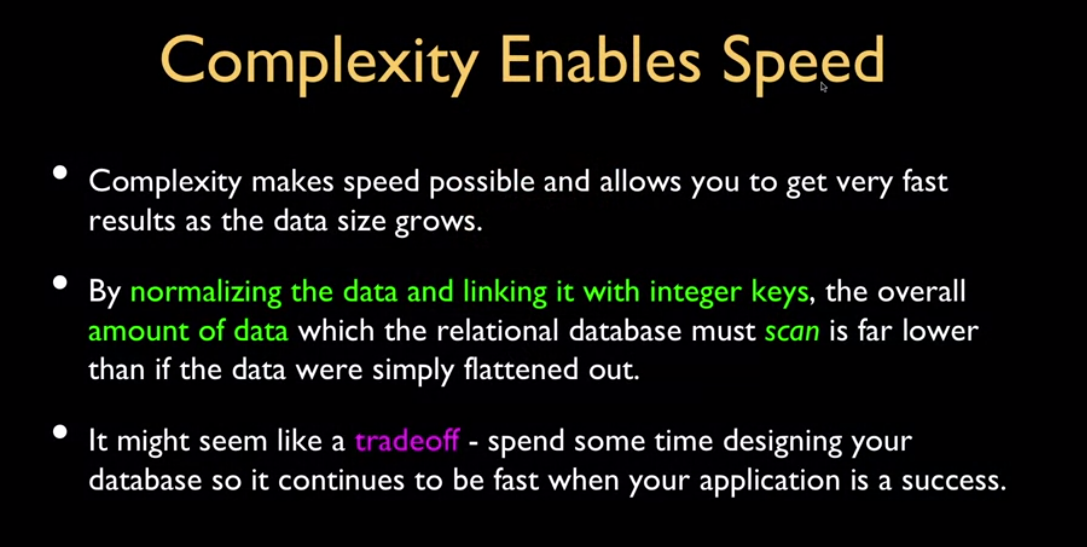 Complexity Enables Speed
• Complexity makes speed possible and allows you to get very fast
results as the data size grows.
• By normalizing the data and linking it with integer keys, the overall
amount of data which the relational database must scan is far lower
than if the data were simply flattened out.
• It might seem like a tradeoff - spend some time designing your
database so it continues to be fast when your application is a success.